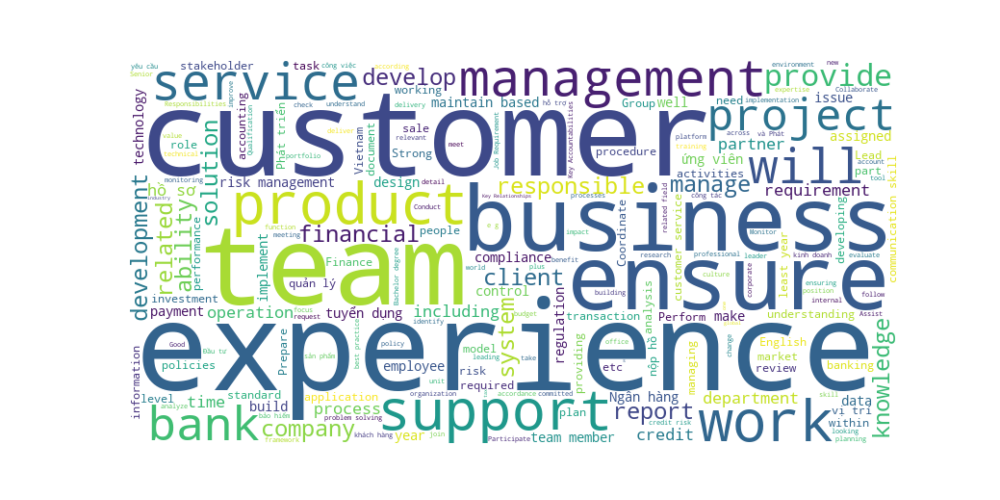 customer
experience
business
team
ensure
product
management
service
support
work
bank
project
will
provide
develop
manage
responsible
financial
solution
development
related
ability
hồ sơ
client
system
report
company
knowledge
credit
department
requirement
partner
issue
assigned
activities
ứng viên
need
Group
well
maintain based
working
stakeholder
task
yêu cầu
công việc
Senior
according
Responsibilities
improve
check
understand
delivery
hỗ trợ
implementation
environment
new
expertise
Collaborate
technology
value
role
technical
accounting
Qualification
Phát triển
portfolio
deliver
Vietnam
document
Strong
sale
relevant
meet
Job Requirement
Key Accountabilities
procedure
platform
training
across
và Phát
Lead
part
account
tool
communication skill
risk management
design
detail
Conduct
Key Relationships
processes
related field
công tác
monitoring
industry
performance
function
meeting
implement
Finance
people
e g
impact
compliance
Coordinate
research
customer service
professional
leader
Monitor
kinh doanh
culture
corporate
least year
developing
evaluate
ensuring
position
internal
follow
Assist
understanding
investment
payment
operation
quản lý
Bachelor degree
focus
request
tuyển dụng
including
control
world
plus
benefit
budget
building
regulation
transaction
Perform
make
analysis
nộp hồ
information
Good
Đầu tư
policies
Prepare
sản phẩm
best practice
identify
policy
employee
model
leading
risk
required
take
providing
office
etc
managing
change
English
market
review
banking
level
analyze
standard
time
build
bảo hiểm
framework
application
process
problem solving
organization
unit
accordance
committed
plan
Ngân hàng
skill
data
vị trí
within
looking
planning
khách hàng
year
join
Participate
team member
credit risk